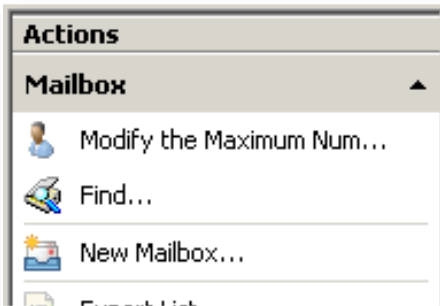 Actions
Mailbox
Modify the Maximum Num...
Find...
New Mailbox...